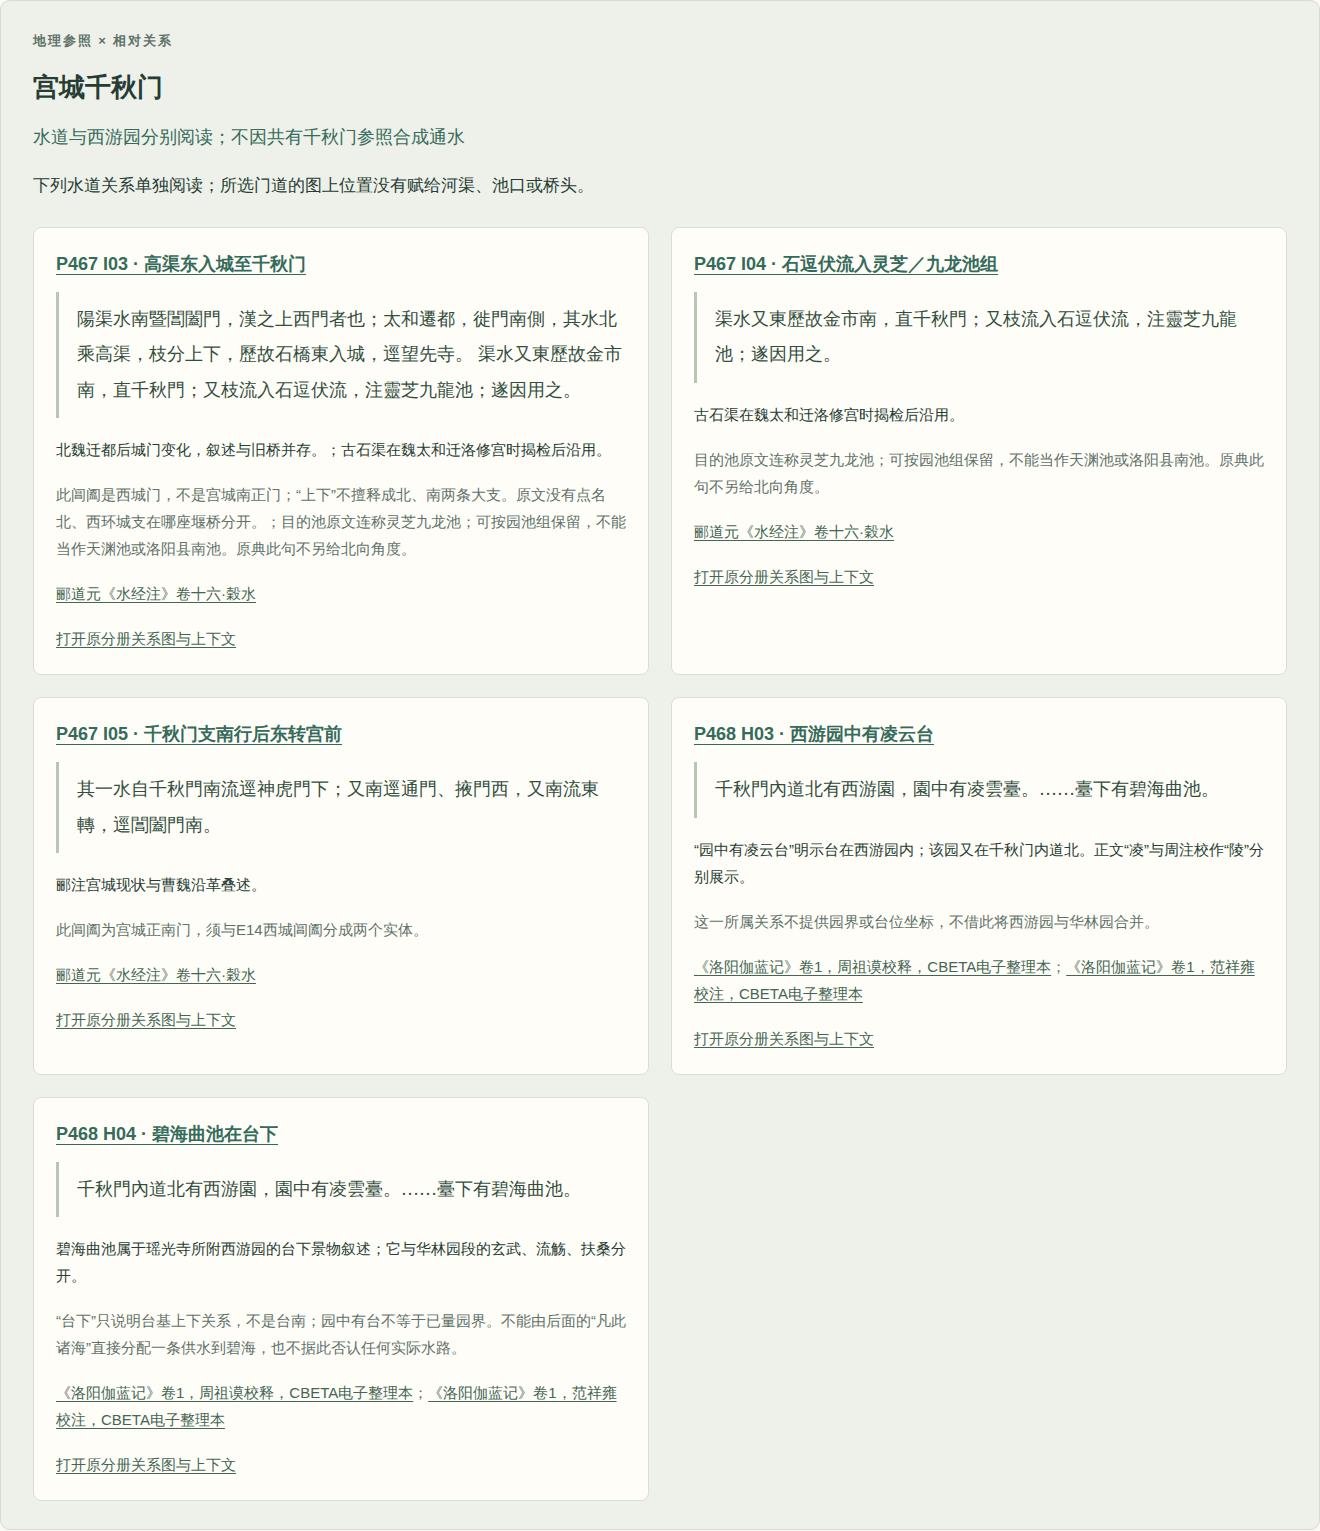 地理参照 × 相对关系
宫城千秋门
水道与西游园分别阅读；不因共有千秋门参照合成通水
下列水道关系单独阅读；所选门道的图上位置没有赋给河渠、池口或桥头。
P467 I03 · 高渠东入城至千秋门
陽渠水南暨閶闔門，漢之上西門者也；太和遷都，徙門南側，其水北
乘高渠，枝分上下，歷故石橋東入城，逕望先寺。 渠水又東歷故金市
南，直千秋門；又枝流入石逗伏流，注靈芝九龍池；遂因用之。
北魏迁都后城门变化，叙述与旧桥并存。；古石渠在魏太和迁洛修宫时揭检后沿用。
此阊阖是西城门，不是宫城南正门；“上下”不擅释成北、南两条大支。原文没有点名
北、西环城支在哪座堰桥分开。；目的池原文连称灵芝九龙池；可按园池组保留，不能
当作天渊池或洛阳县南池。原典此句不另给北向角度。
郦道元《水经注》卷十六·穀水
打开原分册关系图与上下文
P467 I04 · 石逗伏流入灵芝／九龙池组
渠水又東歷故金市南，直千秋門；又枝流入石逗伏流，注靈芝九龍
池；遂因用之。
古石渠在魏太和迁洛修宫时揭检后沿用。
目的池原文连称灵芝九龙池；可按园池组保留，不能当作天渊池或洛阳县南池。原典此
句不另给北向角度。
郦道元《水经注》卷十六·穀水
打开原分册关系图与上下文
P467 I05 · 千秋门支南行后东转宫前
其一水自千秋門南流逕神虎門下；又南逕通門、掖門西，又南流東
轉，逕閶闔門南。
郦注宫城现状与曹魏沿革叠述。
此阊阖为宫城正南门，须与E14西城阊阖分成两个实体。
郦道元《水经注》卷十六·穀水
打开原分册关系图与上下文
P468 H03 · 西游园中有凌云台
千秋門內道北有西游園，園中有凌雲臺。……臺下有碧海曲池。
“园中有凌云台”明示台在西游园内；该园又在千秋门内道北。正文“凌”与周注校作“陵”分
别展示。
这一所属关系不提供园界或台位坐标，不借此将西游园与华林园合并。
《洛阳伽蓝记》卷1，周祖谟校释，CBETA电子整理本；《洛阳伽蓝记》卷1，范祥雍
校注，CBETA电子整理本
打开原分册关系图与上下文
P468 H04 · 碧海曲池在台下
千秋門內道北有西游園，園中有凌雲臺。……臺下有碧海曲池。
碧海曲池属于瑶光寺所附西游园的台下景物叙述；它与华林园段的玄武、流觞、扶桑分
开。
“台下”只说明台基上下关系，不是台南；园中有台不等于已量园界。不能由后面的“凡此
诸海”直接分配一条供水到碧海，也不据此否认任何实际水路。
《洛阳伽蓝记》卷1，周祖谟校释，CBETA电子整理本；《洛阳伽蓝记》卷1，范祥雍
校注，CBETA电子整理本
打开原分册关系图与上下文